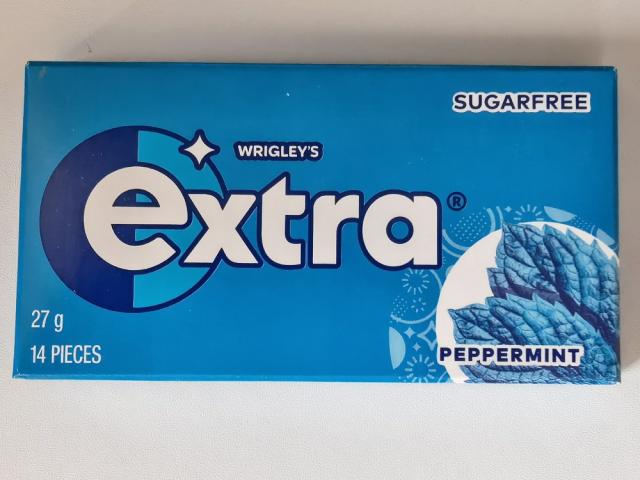 SUGARFREE
WRIGLEY'S
extra®
27 g
14 PIECES
PEPPERMINT